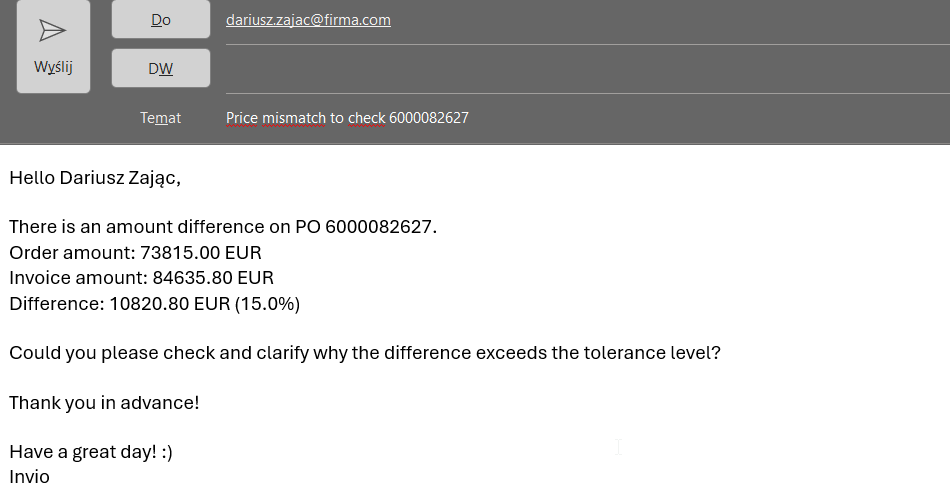 Do
dariusz.zajac@firma.com
Wyślij
DW
Temat
Price mismatch to check 6000082627
Hello Dariusz Zając,
There is an amount difference on PO 6000082627.
Order amount: 73815.00 EUR
Invoice amount: 84635.80 EUR
Difference: 10820.80 EUR (15.0%)
Could you please check and clarify why the difference exceeds the tolerance level?
Thank you in advance!
Have a great day! :)
Invio